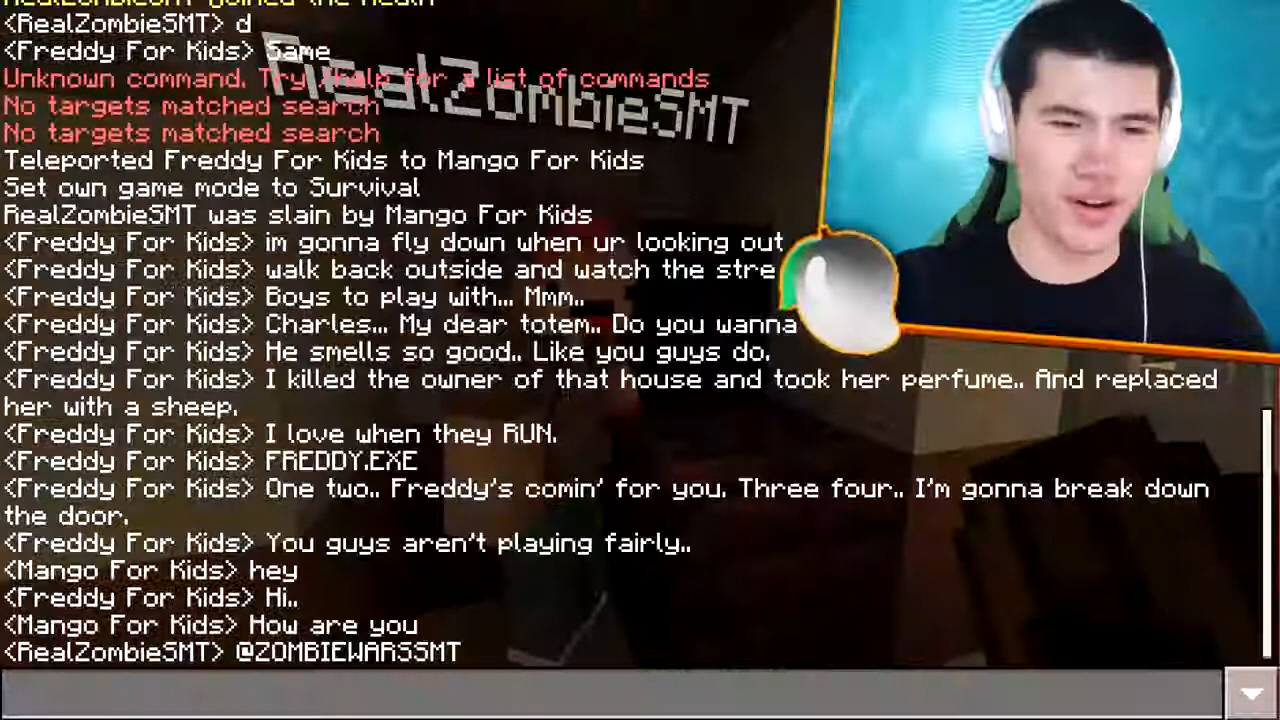 RealZombieSMT joined the Realm
<RealZombieSMT> d
<Freddy For Kids> Same
RealZombieSMT
Unknown command. Try /help for a list of commands
No targets matched search
No targets matched search
Teleported Freddy For Kids to Mango For Kids
Set own game mode to Survival
RealZombieSMT was slain by Mango For Kids
<Freddy For Kids> im gonna fly down when ur looking out
<Freddy For Kids> walk back outside and watch the stre
<Freddy For Kids> Boys to play with... Mmm..
<Freddy For Kids> Charles... My dear totem.. Do you wanna
<Freddy For Kids> He smells so good.. Like you guys do.
<Freddy For Kids> I killed the owner of that house and took her perfume.. And replaced
her with a sheep.
<Freddy For Kids> I love when they RUN.
<Freddy For Kids> FREDDY.EXE
<Freddy For Kids> One two.. Freddy's comin' for you. Three four.. I'm gonna break down
the door.
<Freddy For Kids> You guys aren't playing fairly..
<Mango For Kids> hey
<Freddy For Kids> Hi..
<Mango For Kids> How are you
<RealZombieSMT> @ZOMBIEWARSSMT